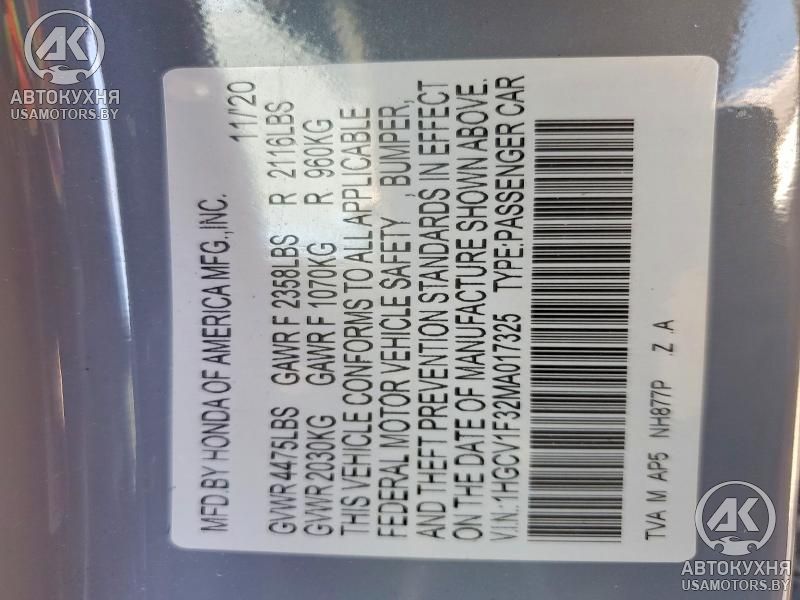 MFD.BY HONDA OF AMERICA MFG.,INC. 11/'20
GVWR 4475LBS GAWR F 2358LBS R 2116LBS
GVWR 2030KG GAWR F 1070KG R 960KG
THIS VEHICLE CONFORMS TO ALL APPLICABLE
FEDERAL MOTOR VEHICLE SAFETY , BUMPER,
AND THEFT PREVENTION STANDARDS IN EFFECT
ON THE DATE OF MANUFACTURE SHOWN ABOVE.
V.I.N.: 1HGCV1F32MA017325 TYPE:PASSENGER CAR
TVA M AP5 NH877P .Z .A
АК
АВТОКУХНЯ
USAMOTORS.BY
АК
АВТОКУХНЯ
USAMOTORS.BY